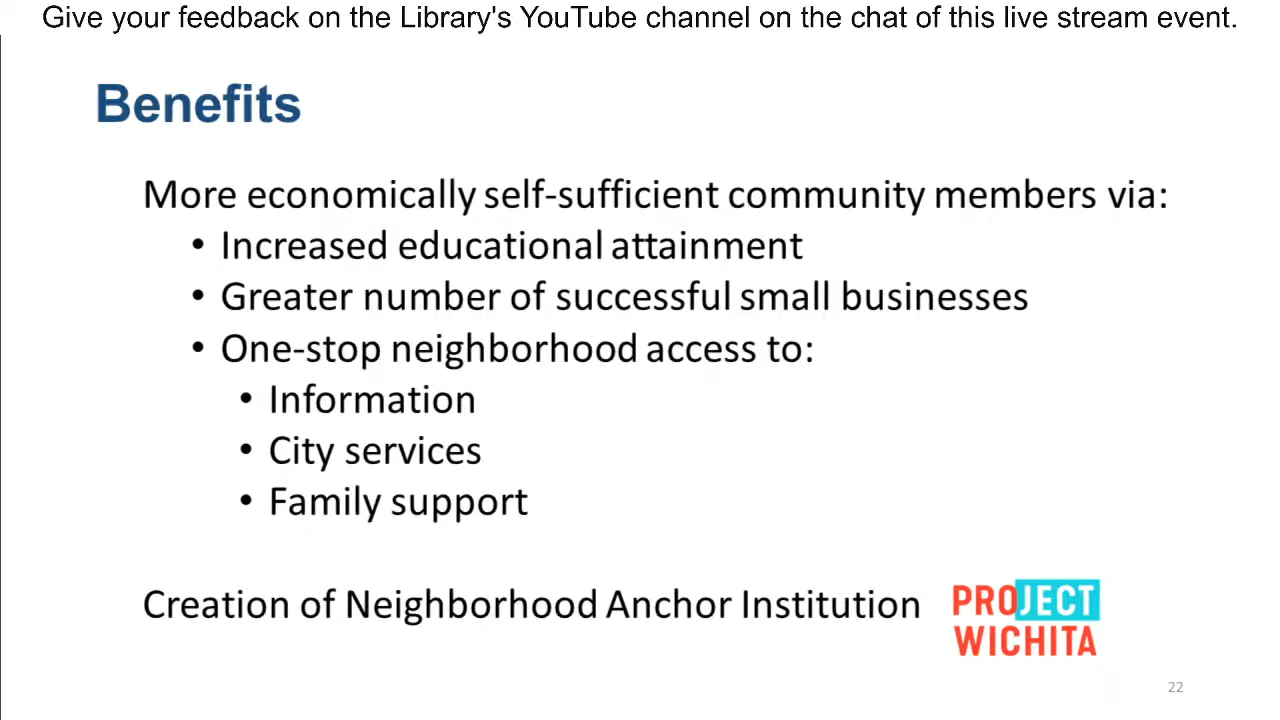 Give your feedback on the Library's YouTube channel on the chat of this live stream event.
Benefits
More economically self-sufficient community members via:
• Increased educational attainment
• Greater number of successful small businesses
• One-stop neighborhood access to:
• Information
• City services
• Family support
Creation of Neighborhood Anchor Institution
PROJECT
WICHITA
22